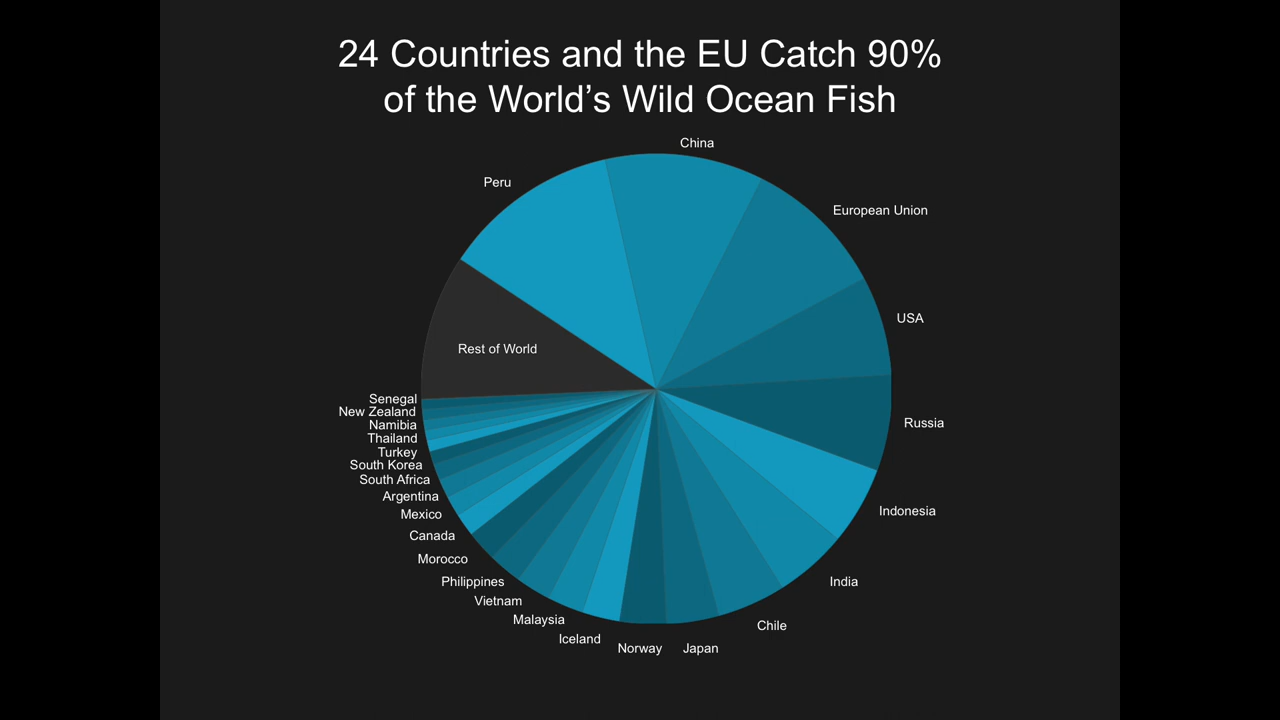 24 Countries and the EU Catch 90%
of the World’s Wild Ocean Fish
China
Peru
European Union
USA
Rest of World
Senegal
New Zealand
Namibia
Russia
Thailand
Turkey
South Korea
South Africa
Argentina
Indonesia
Mexico
Canada
Morocco
Philippines
India
Vietnam
Malaysia
Chile
Iceland
Norway
Japan